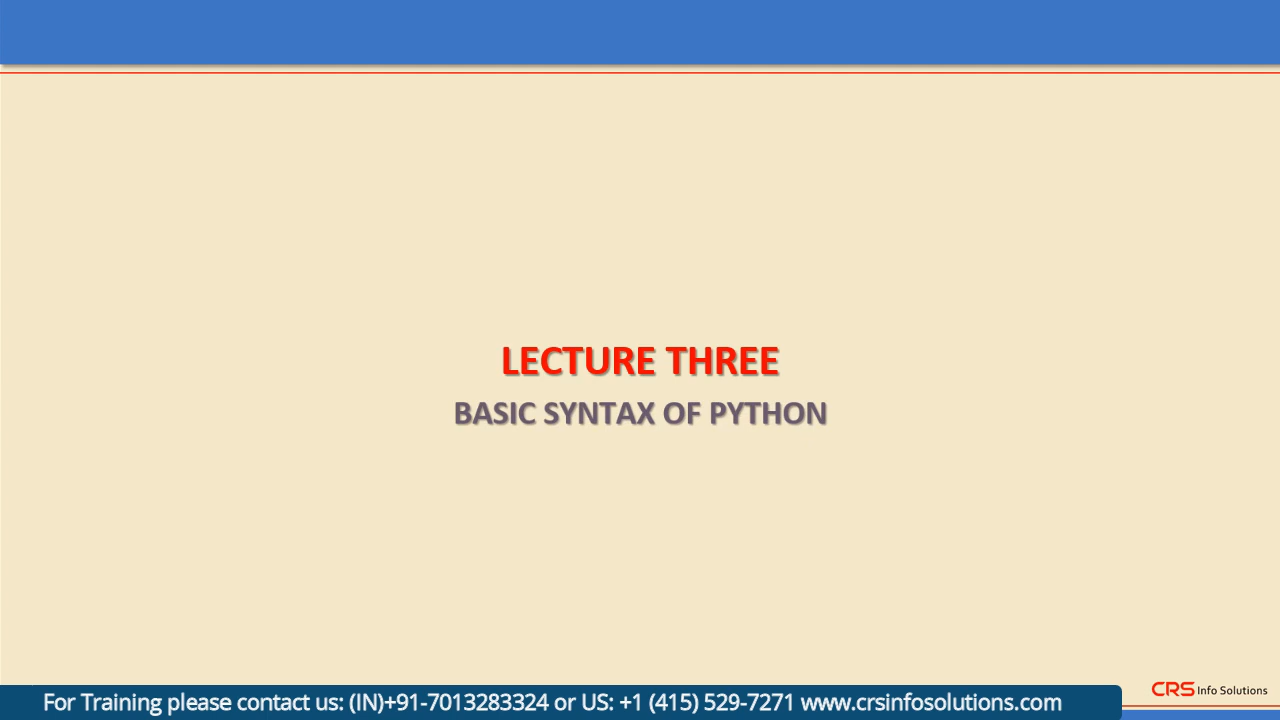 LECTURE THREE
BASIC SYNTAX OF PYTHON
CRS Info Solutions
For Training please contact us: (IN)+91-7013283324 or US: +1 (415) 529-7271 www.crsinfosolutions.com